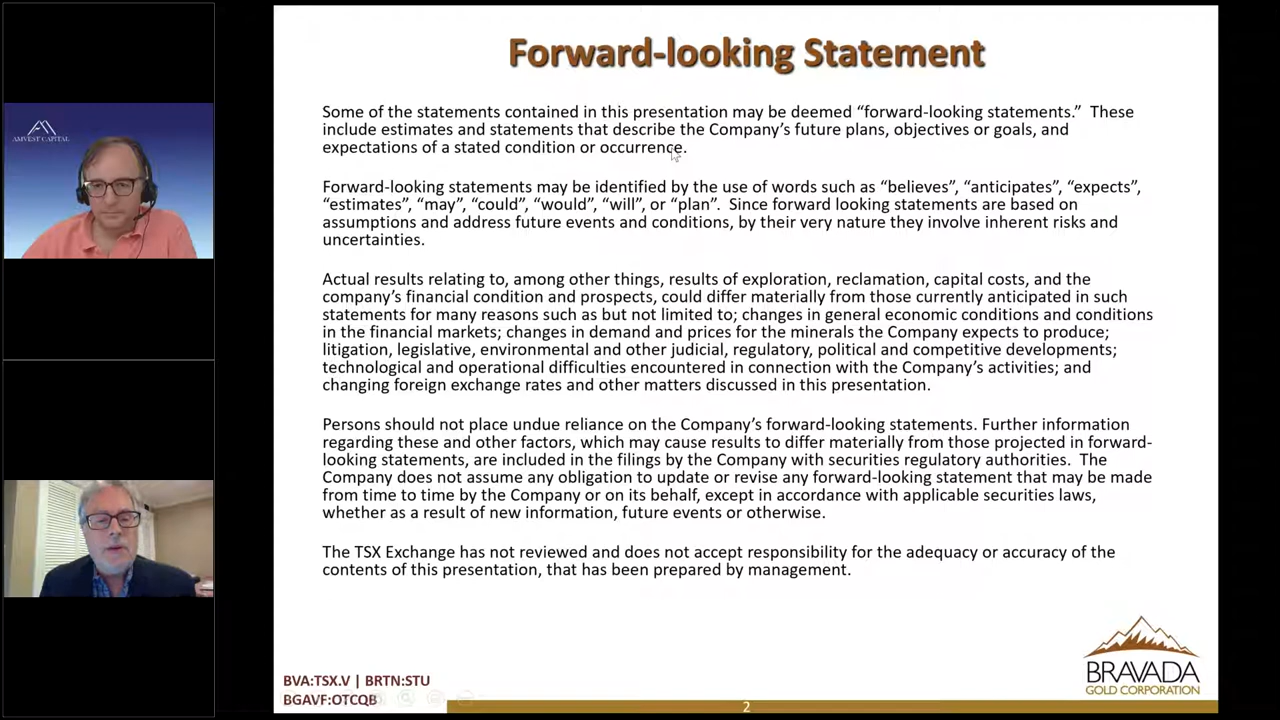 AMVEST CAPITAL
Forward-looking Statement
Some of the statements contained in this presentation may be deemed “forward-looking statements.”  These
include estimates and statements that describe the Company’s future plans, objectives or goals, and
expectations of a stated condition or occurrence.
Forward-looking statements may be identified by the use of words such as “believes”, “anticipates”, “expects”,
“estimates”, “may”, “could”, “would”, “will”, or “plan”.  Since forward looking statements are based on
assumptions and address future events and conditions, by their very nature they involve inherent risks and
uncertainties.
Actual results relating to, among other things, results of exploration, reclamation, capital costs, and the
company’s financial condition and prospects, could differ materially from those currently anticipated in such
statements for many reasons such as but not limited to; changes in general economic conditions and conditions
in the financial markets; changes in demand and prices for the minerals the Company expects to produce;
litigation, legislative, environmental and other judicial, regulatory, political and competitive developments;
technological and operational difficulties encountered in connection with the Company’s activities; and
changing foreign exchange rates and other matters discussed in this presentation.
Persons should not place undue reliance on the Company’s forward-looking statements. Further information
regarding these and other factors, which may cause results to differ materially from those projected in forward-
looking statements, are included in the filings by the Company with securities regulatory authorities.  The
Company does not assume any obligation to update or revise any forward-looking statement that may be made
from time to time by the Company or on its behalf, except in accordance with applicable securities laws,
whether as a result of new information, future events or otherwise.
The TSX Exchange has not reviewed and does not accept responsibility for the adequacy or accuracy of the
contents of this presentation, that has been prepared by management.
BVA:TSX.V | BRTN:STU
BGAVF:OTCQB
2
BRAVADA
GOLD CORPORATION